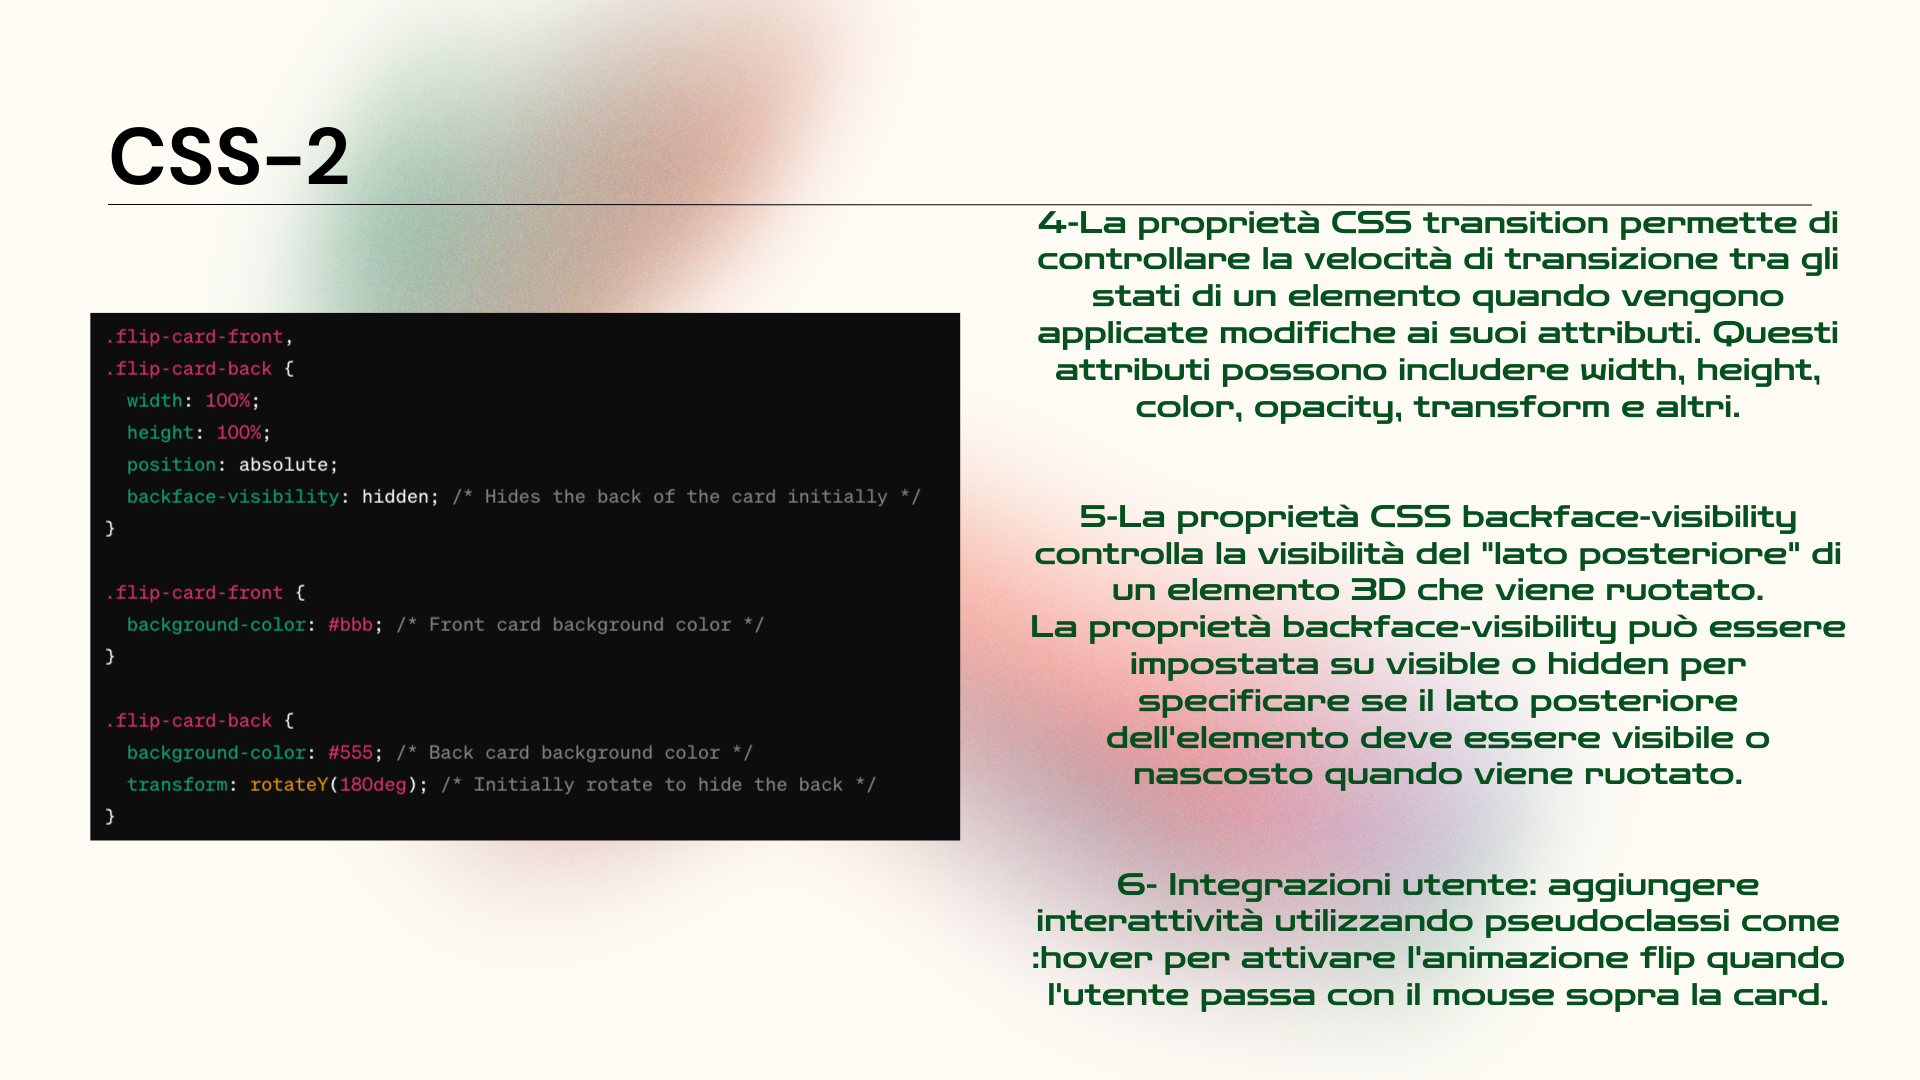 CSS-2
.flip-card-front,
.flip-card-back {
width: 100%;
height: 100%;
position: absolute;
backface-visibility: hidden; /* Hides the back of the card initially */
}
.flip-card-front {
background-color: #bbb; /* Front card background color */
}
.flip-card-back {
background-color: #555; /* Back card background color */
transform: rotateY(180deg); /* Initially rotate to hide the back */
}
4-La proprietà CSS transition permette di
controllare la velocità di transizione tra gli
stati di un elemento quando vengono
applicate modifiche ai suoi attributi. Questi
attributi possono includere width, height,
color, opacity, transform e altri.
5-La proprietà CSS backface-visibility
controlla la visibilità del "lato posteriore" di
un elemento 3D che viene ruotato.
La proprietà backface-visibility può essere
impostata su visible o hidden per
specificare se il lato posteriore
dell'elemento deve essere visibile o
nascosto quando viene ruotato.
6- Integrazioni utente: aggiungere
interattività utilizzando pseudoclassi come
:hover per attivare l'animazione flip quando
l'utente passa con il mouse sopra la card.